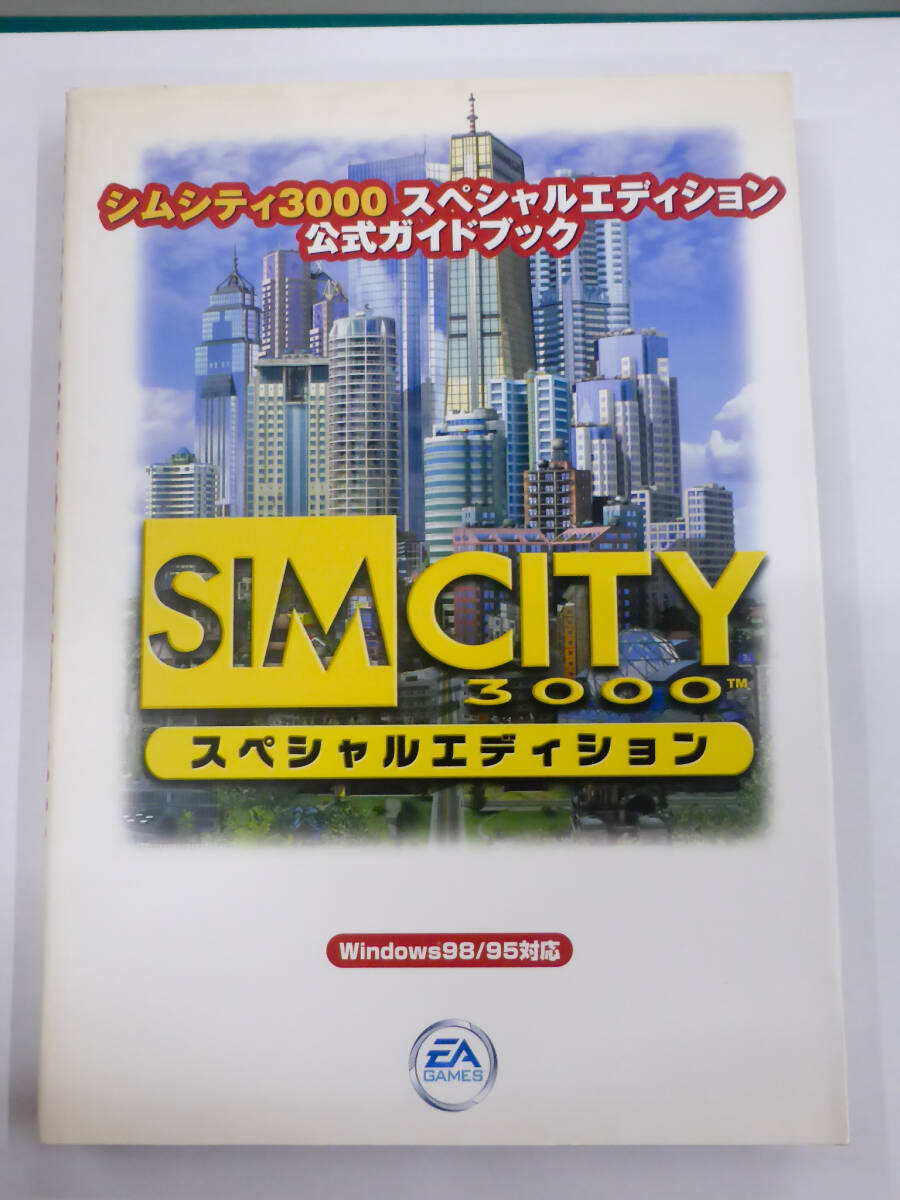 シムシティ3000 スペシャルエディション
公式ガイドブック
SIMCITY
3000™
スペシャルエディション
Windows98/95対応
EA
GAMES